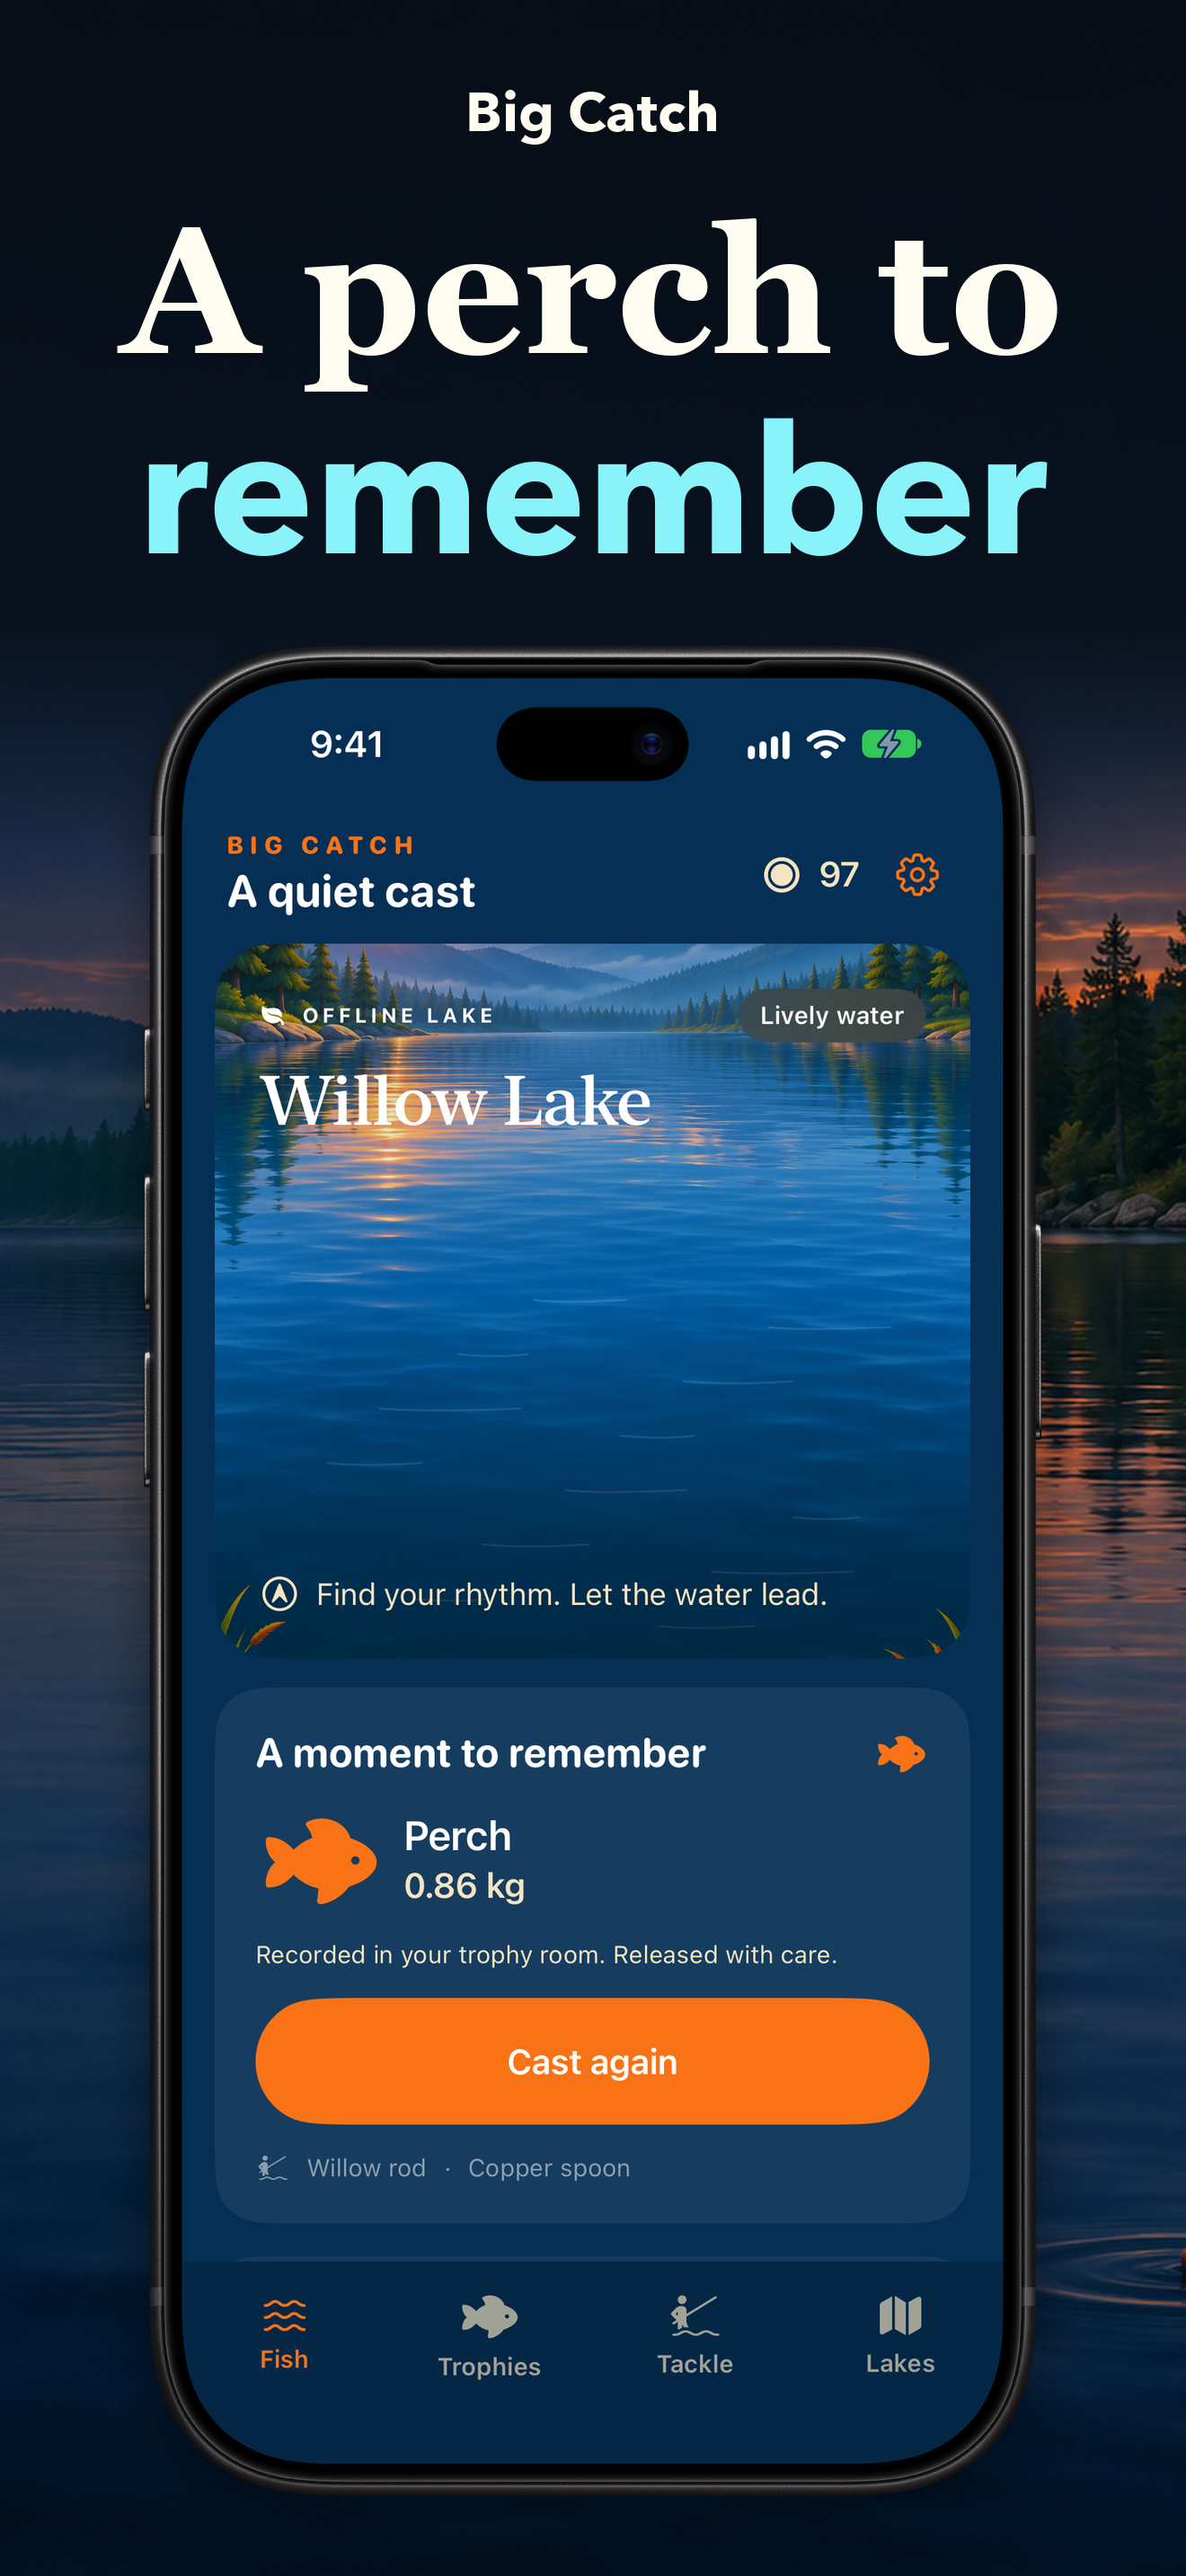 Big Catch
A perch to
remember
9:41
BIG CATCH
A quiet cast
97
OFFLINE LAKE
Lively water
Willow Lake
Find your rhythm. Let the water lead.
A moment to remember
Perch
0.86 kg
Recorded in your trophy room. Released with care.
Cast again
Willow rod · Copper spoon
Fish
Trophies
Tackle
Lakes